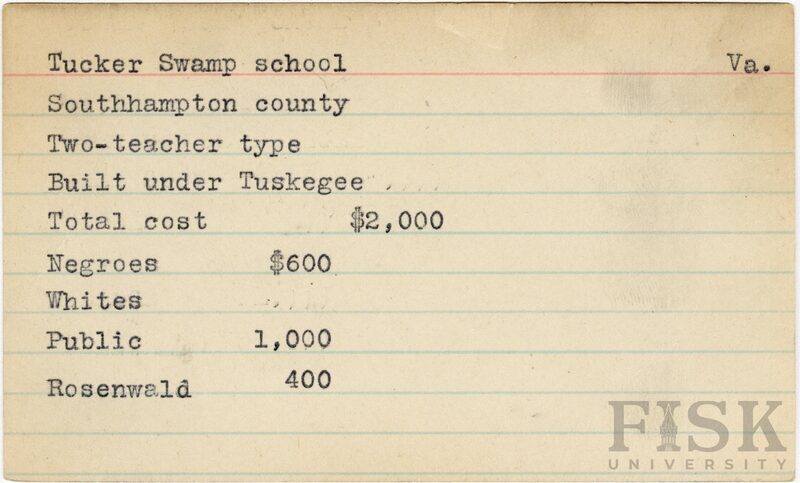 Tucker Swamp school Va.
Southhampton county
Two-teacher type
Built under Tuskegee
Total cost $2,000
Negroes $600
Whites
Public 1,000
Rosenwald 400
FISK
UNIVERSITY